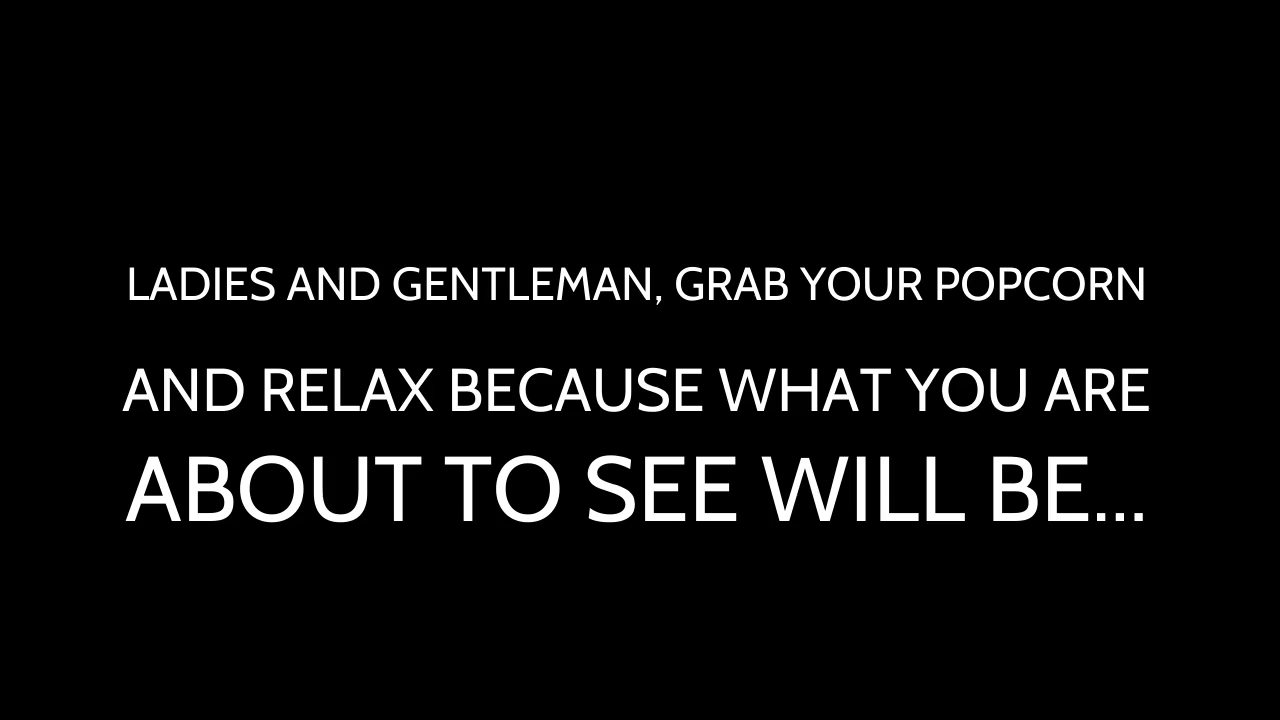 LADIES AND GENTLEMAN, GRAB YOUR POPCORN
AND RELAX BECAUSE WHAT YOU ARE
ABOUT TO SEE WILL BE...